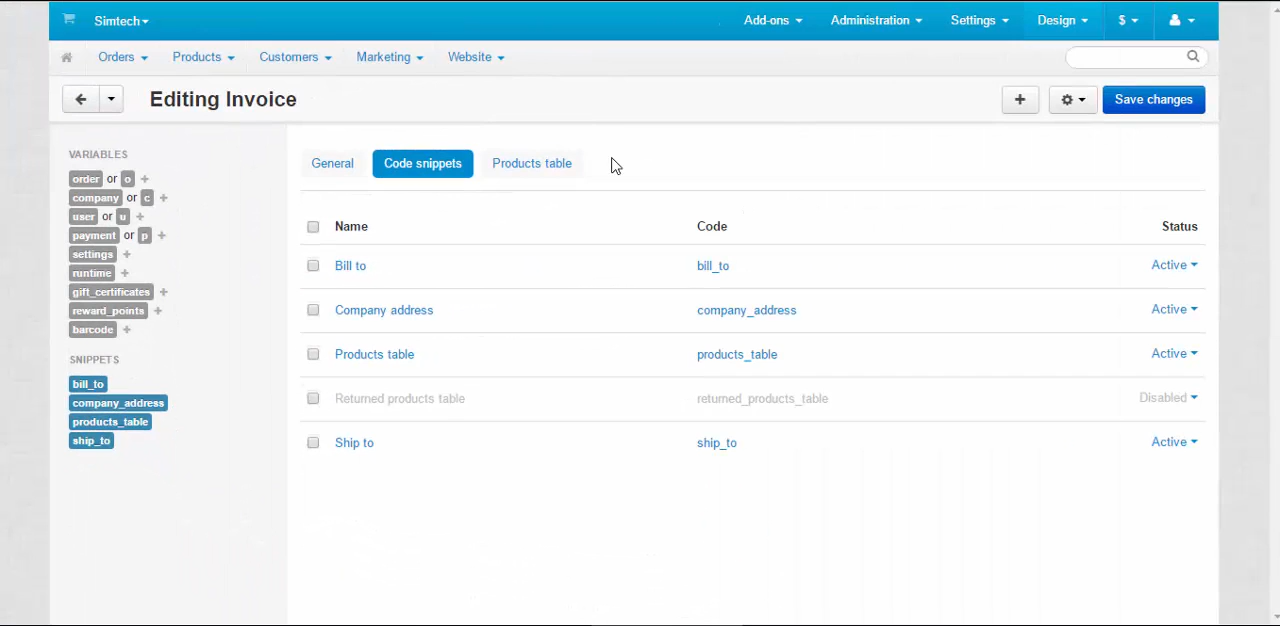 Simtech Add-ons Administration Settings Design $
Orders Products Customers Marketing Website
Editing Invoice Save changes
VARIABLES
order or o +
company or c +
user or u +
payment or p +
settings +
runtime +
gift_certificates +
reward_points +
barcode +
SNIPPETS
bill_to
company_address
products_table
ship_to
General Code snippets Products table
Name Code Status
Bill to bill_to Active
Company address company_address Active
Products table products_table Active
Returned products table returned_products_table Disabled
Ship to ship_to Active